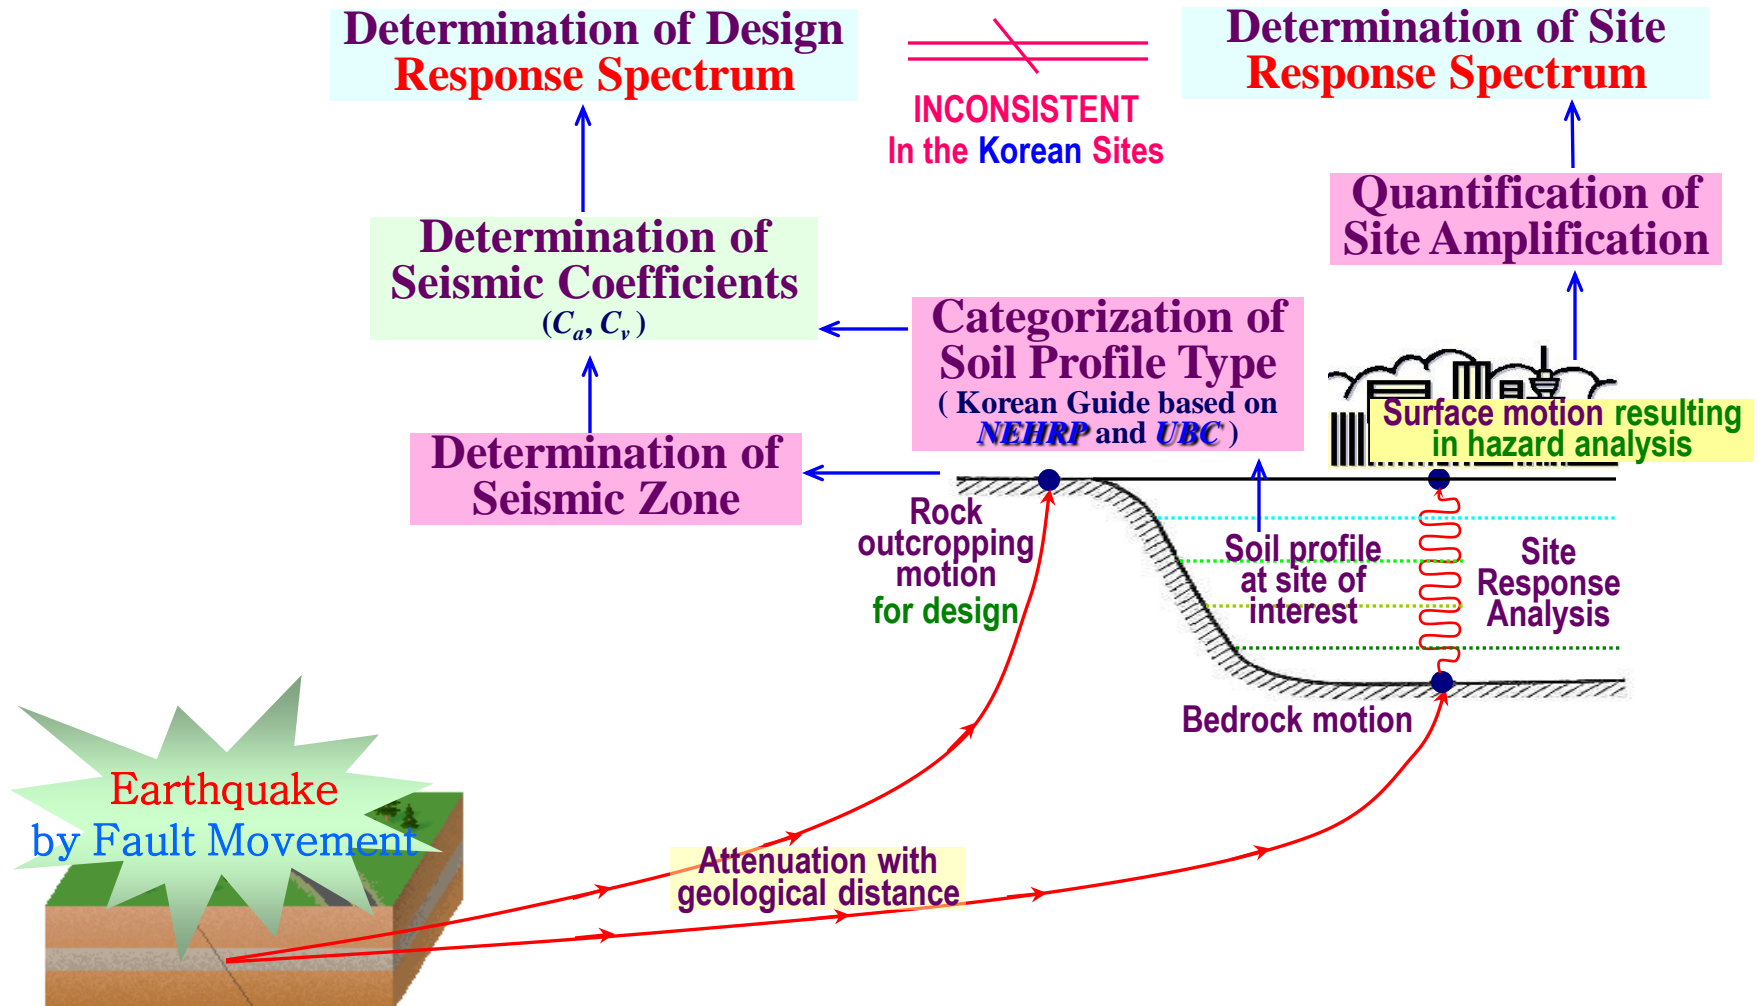 Determination of Design
Response Spectrum
INCONSISTENT
In the Korean Sites
Determination of Site
Response Spectrum
Quantification of
Site Amplification
Determination of
Seismic Coefficients
(Ca, Cv )
Categorization of
Soil Profile Type
( Korean Guide based on
NEHRP and UBC )
Surface motion resulting
in hazard analysis
Determination of
Seismic Zone
Rock
outcropping
motion
for design
Soil profile
at site of
interest
Site
Response
Analysis
Bedrock motion
Earthquake
by Fault Movement
Attenuation with
geological distance